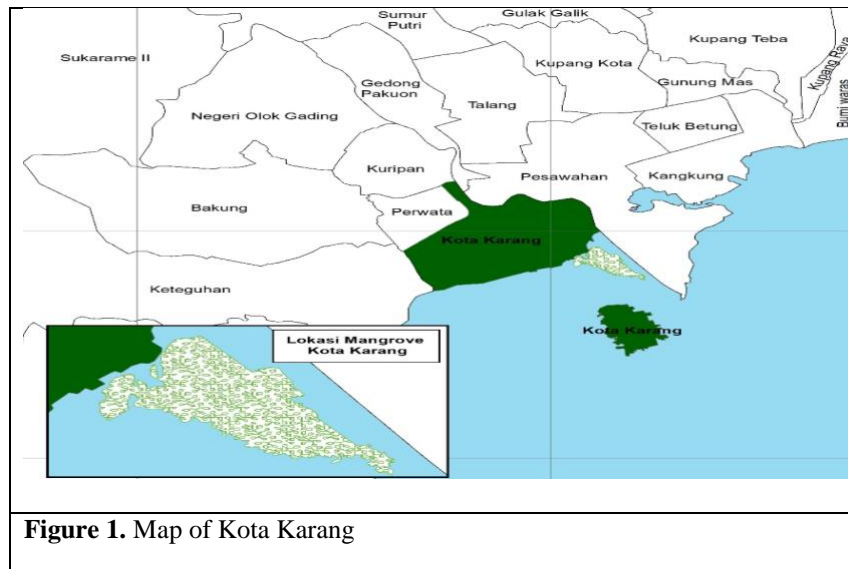 Sumur
Putri
Gulak Galik
Kupang Teba
Kupang Raya
Bumi waras
Sukarame II
Gedong
Pakuon
Kupang Kota
Gunung Mas
Negeri Olok Gading
Talang
Teluk Betung
Kuripan
Pesawahan
Kangkung
Bakung
Perwata
Kota Karang
Keteguhan
Kota Karang
Lokasi Mangrove
Kota Karang
Figure 1. Map of Kota Karang